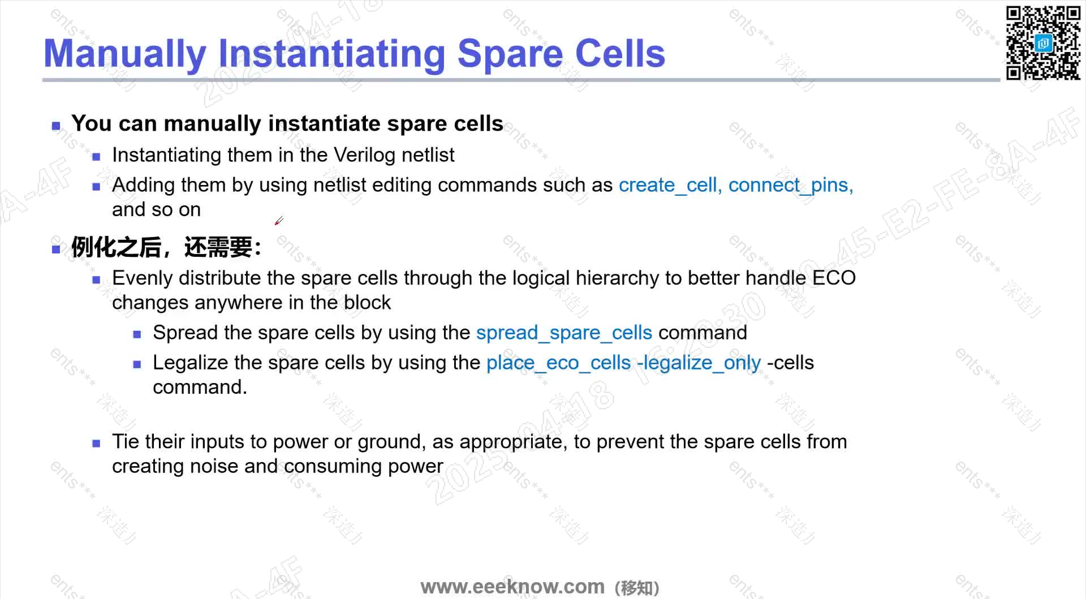 Manually Instantiating Spare Cells
You can manually instantiate spare cells
Instantiating them in the Verilog netlist
Adding them by using netlist editing commands such as create_cell, connect_pins,
and so on
例化之后，还需要：
Evenly distribute the spare cells through the logical hierarchy to better handle ECO
changes anywhere in the block
Spread the spare cells by using the spread_spare_cells command
Legalize the spare cells by using the place_eco_cells -legalize_only -cells
command.
Tie their inputs to power or ground, as appropriate, to prevent the spare cells from
creating noise and consuming power
www.eeeknow.com（移知）